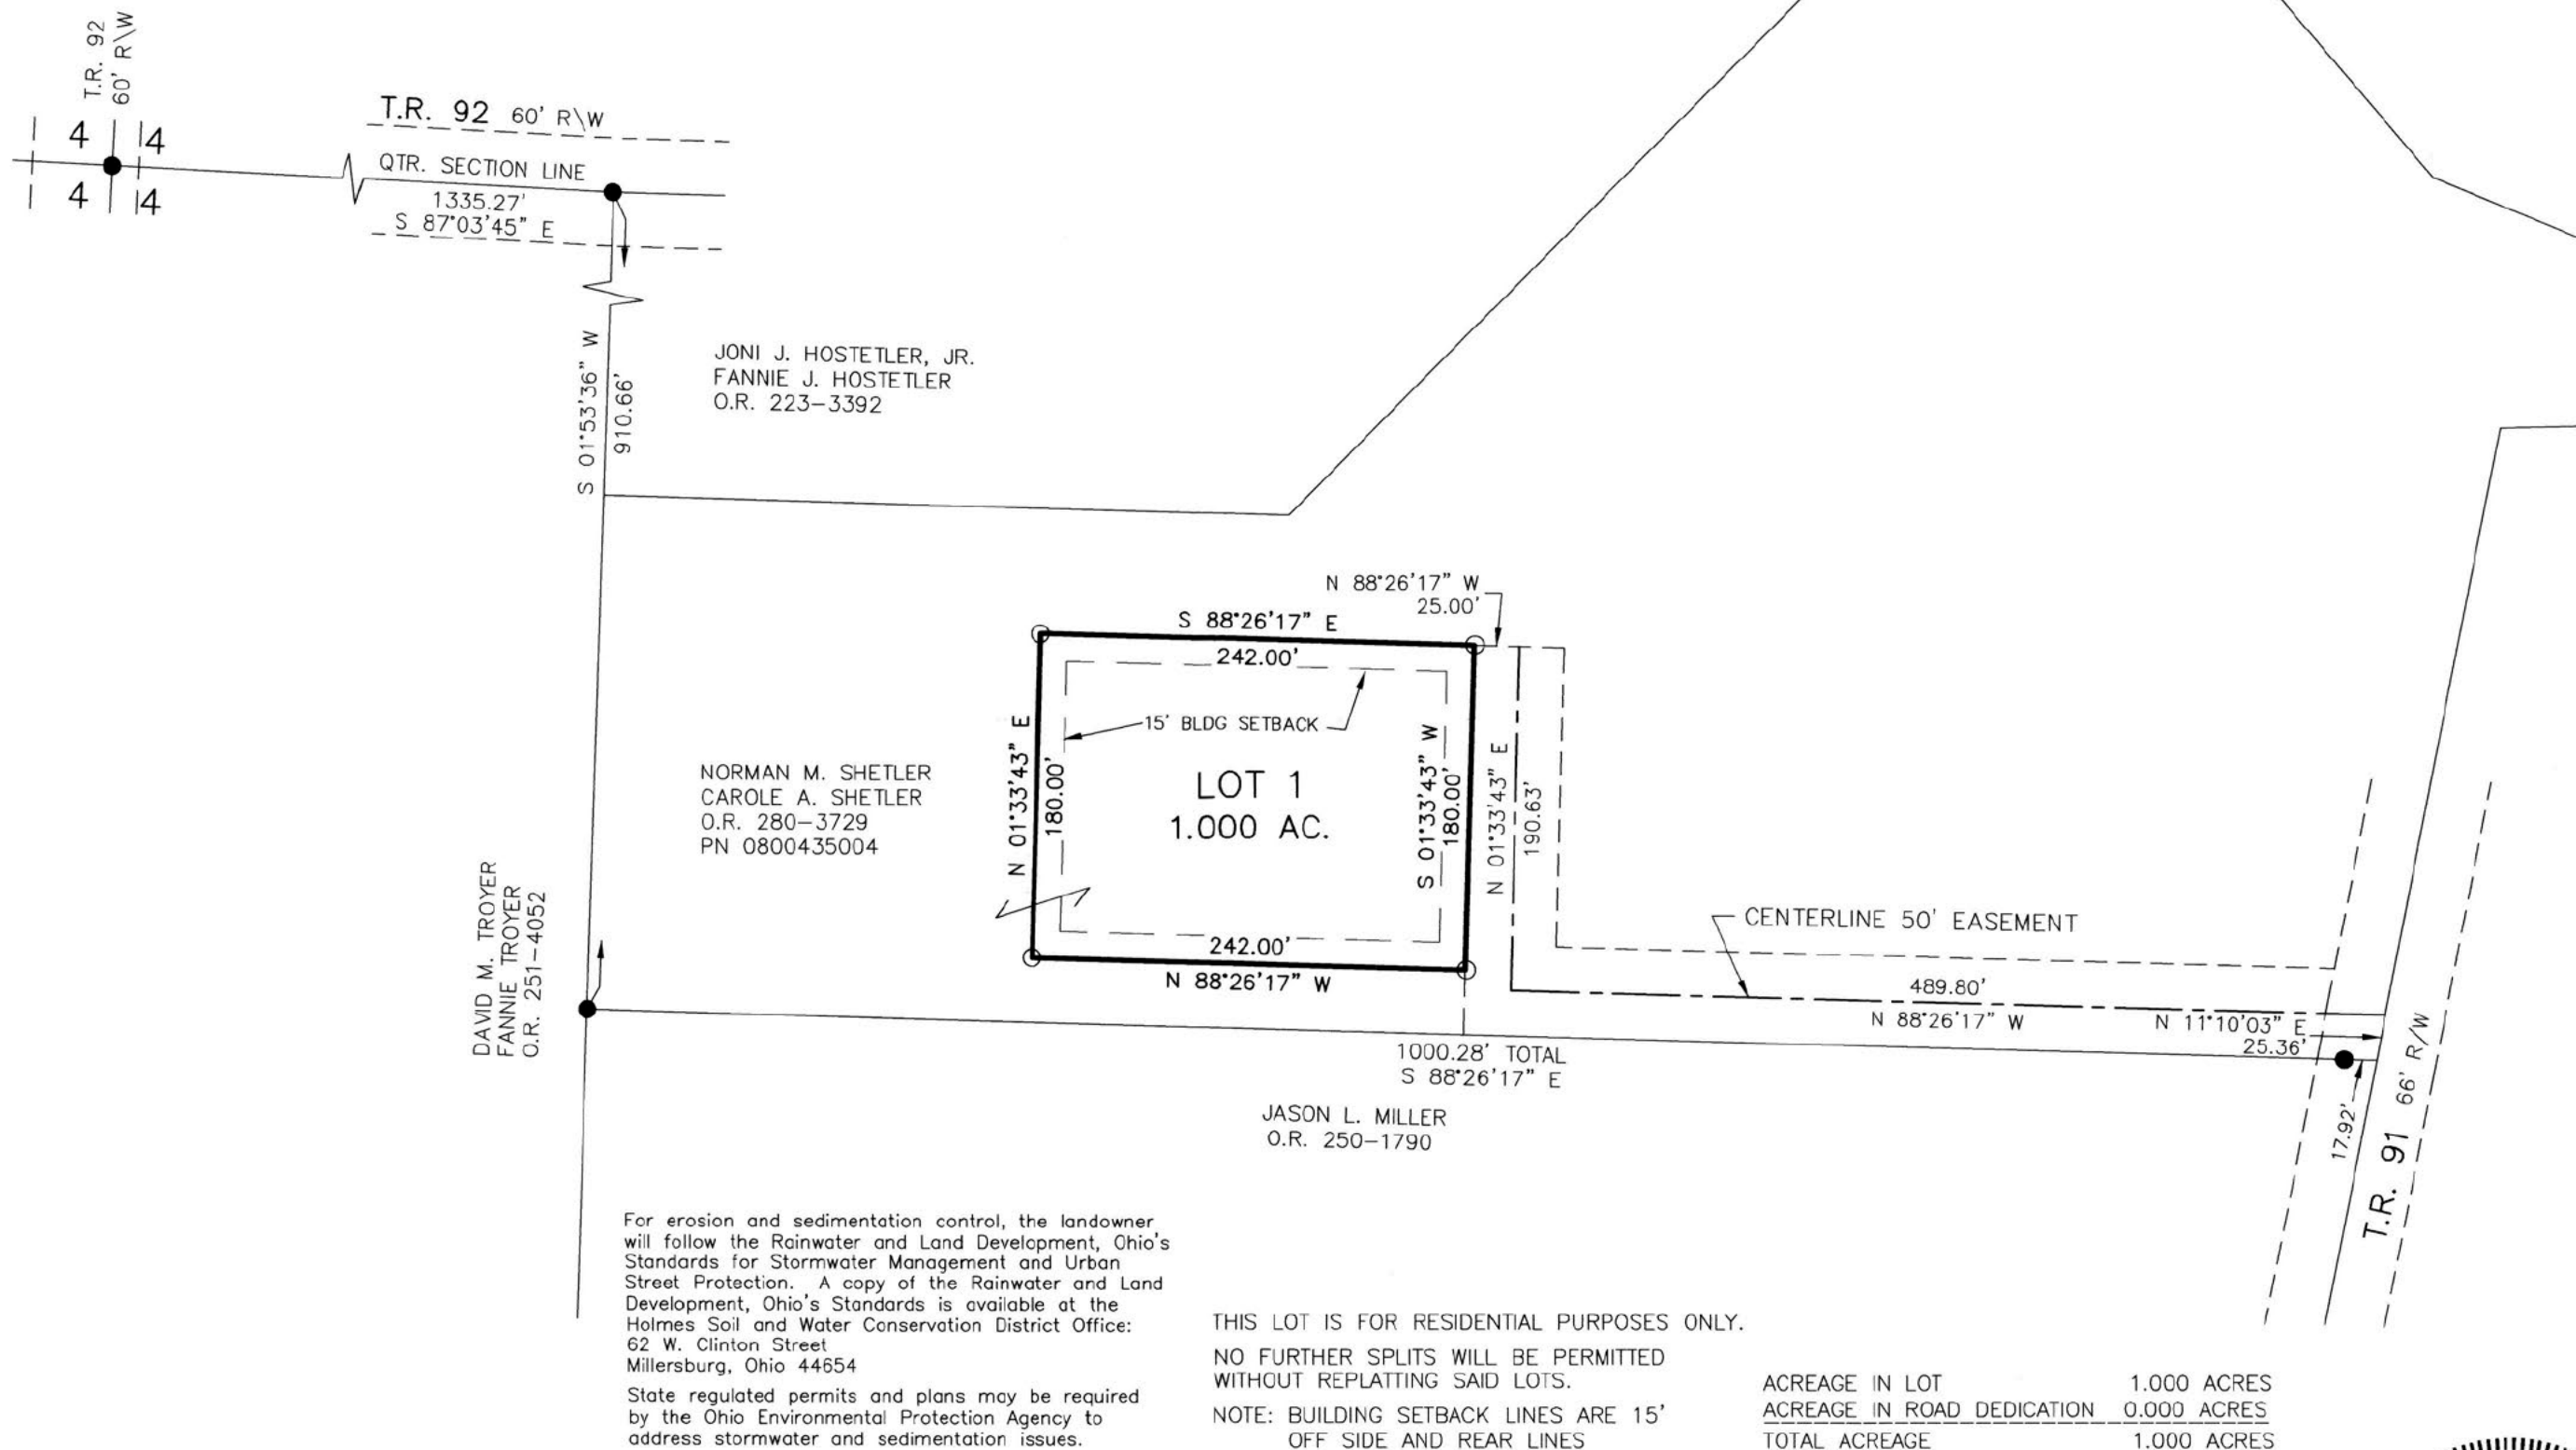 T.R. 92
60' R\W
4 4
4 4
T.R. 92 60' R\W
QTR. SECTION LINE
1335.27'
S 87°03'45" E
S 01°53'36" W
910.66'
JONI J. HOSTETLER, JR.
FANNIE J. HOSTETLER
O.R. 223-3392
N 88°26'17" W
25.00'
S 88°26'17" E
242.00'
15' BLDG SETBACK
N 01°33'43" E
180.00'
LOT 1
1.000 AC.
S 01°33'43" W
180.00'
N 01°33'43" E
190.63'
NORMAN M. SHETLER
CAROLE A. SHETLER
O.R. 280-3729
PN 0800435004
DAVID M. TROYER
FANNIE TROYER
O.R. 251-4052
242.00'
N 88°26'17" W
CENTERLINE 50' EASEMENT
489.80'
N 88°26'17" W
N 11°10'03" E
25.36'
1000.28' TOTAL
S 88°26'17" E
17.92'
T.R. 91 66' R/W
JASON L. MILLER
O.R. 250-1790
For erosion and sedimentation control, the landowner
will follow the Rainwater and Land Development, Ohio's
Standards for Stormwater Management and Urban
Street Protection. A copy of the Rainwater and Land
Development, Ohio's Standards is available at the
Holmes Soil and Water Conservation District Office:
62 W. Clinton Street
Millersburg, Ohio 44654
State regulated permits and plans may be required
by the Ohio Environmental Protection Agency to
address stormwater and sedimentation issues.
THIS LOT IS FOR RESIDENTIAL PURPOSES ONLY.
NO FURTHER SPLITS WILL BE PERMITTED
WITHOUT REPLATTING SAID LOTS.
NOTE: BUILDING SETBACK LINES ARE 15'
OFF SIDE AND REAR LINES
ACREAGE IN LOT 1.000 ACRES
ACREAGE IN ROAD DEDICATION 0.000 ACRES
TOTAL ACREAGE 1.000 ACRES